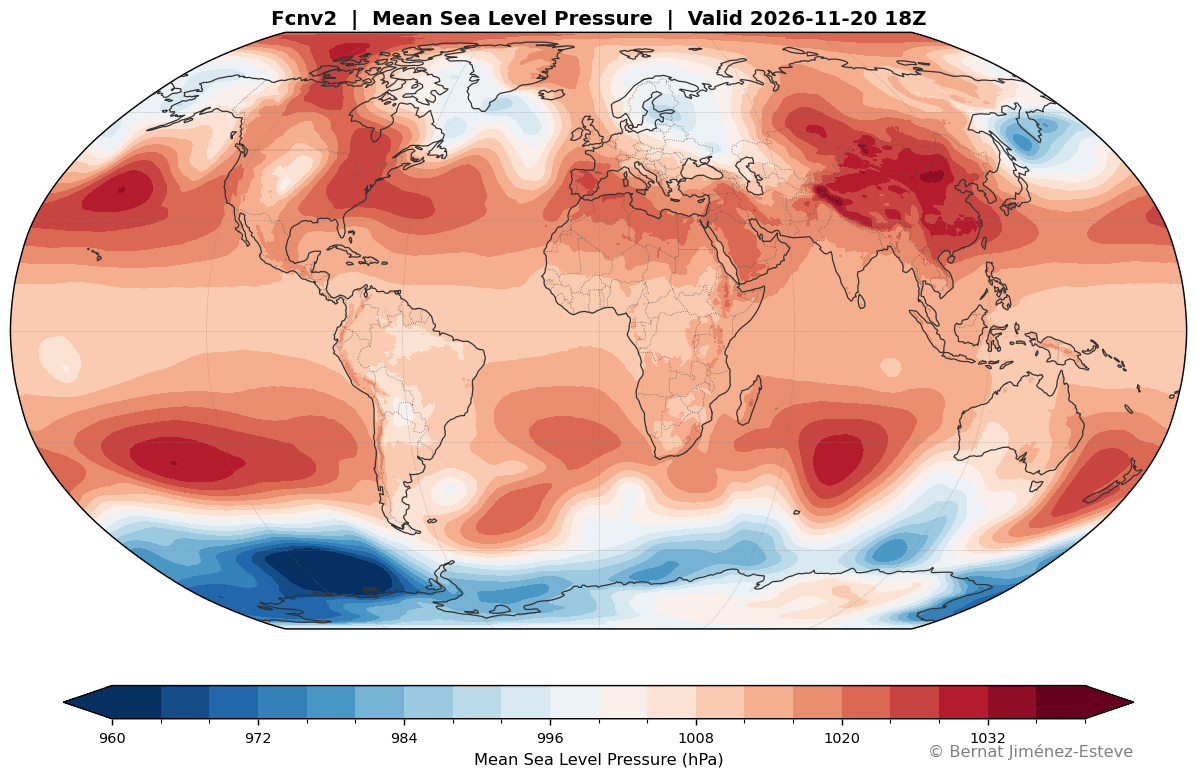 Fcnv2 | Mean Sea Level Pressure | Valid 2026-11-20 18Z
960 972 984 996 1008 1020 1032
Mean Sea Level Pressure (hPa)
© Bernat Jiménez-Esteve